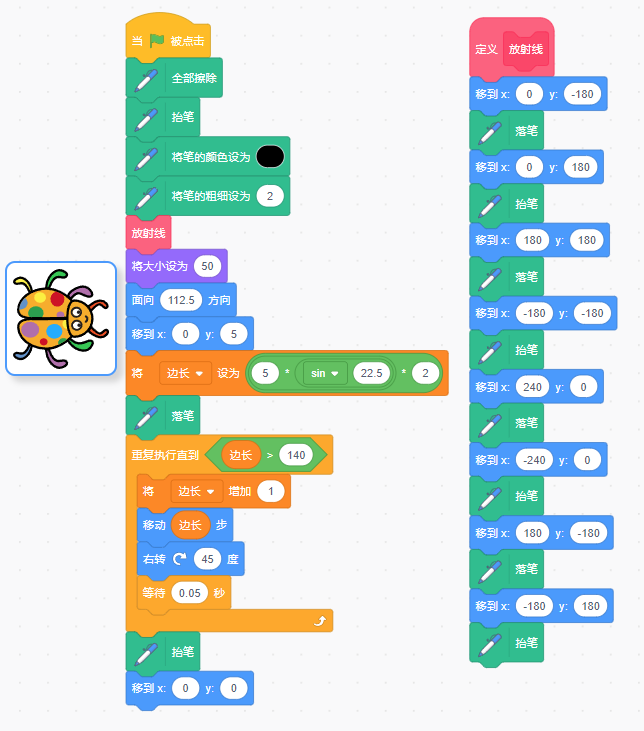 当 被点击
全部擦除
抬笔
将笔的颜色设为
将笔的粗细设为 2
放射线
将大小设为 50
面向 112.5 方向
移到 x: 0 y: 5
将 边长 设为 5 * sin 22.5 * 2
落笔
重复执行直到 边长 > 140
将 边长 增加 1
移动 边长 步
右转 45 度
等待 0.05 秒
抬笔
移到 x: 0 y: 0
定义 放射线
移到 x: 0 y: -180
落笔
移到 x: 0 y: 180
抬笔
移到 x: 180 y: 180
落笔
移到 x: -180 y: -180
抬笔
移到 x: 240 y: 0
落笔
移到 x: -240 y: 0
抬笔
移到 x: 180 y: -180
落笔
移到 x: -180 y: 180
抬笔